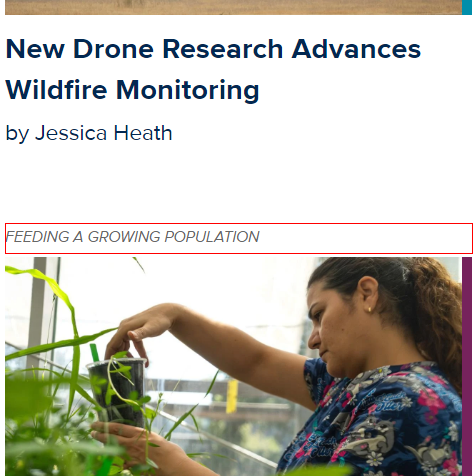 New Drone Research Advances
Wildfire Monitoring
by Jessica Heath
FEEDING A GROWING POPULATION